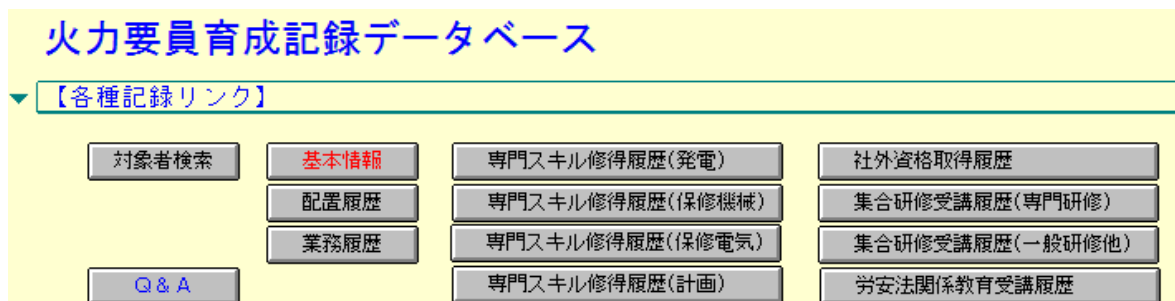 火力要員育成記録データベース
【各種記録リンク】
対象者検索 基本情報 専門スキル修得履歴(発電) 社外資格取得履歴
配置履歴 専門スキル修得履歴(保修機械) 集合研修受講履歴(専門研修)
業務履歴 専門スキル修得履歴(保修電気) 集合研修受講履歴(一般研修他)
Q&A 専門スキル修得履歴(計画) 労安法関係教育受講履歴